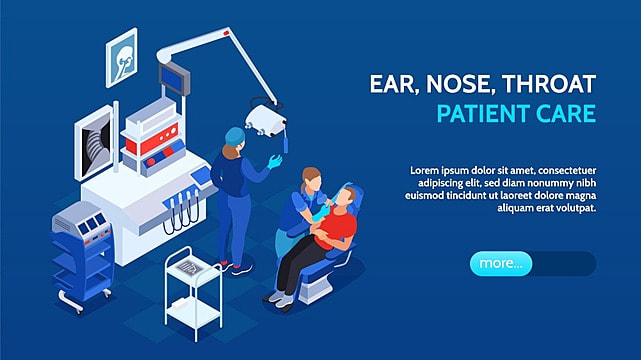 EAR, NOSE, THROAT
PATIENT CARE
Lorem ipsum dolor sit amet, consectetuer
adipiscing elit, sed diam nonummy nibh
euismod tincidunt ut laoreet dolore magna
aliquam erat volutpat.
more...